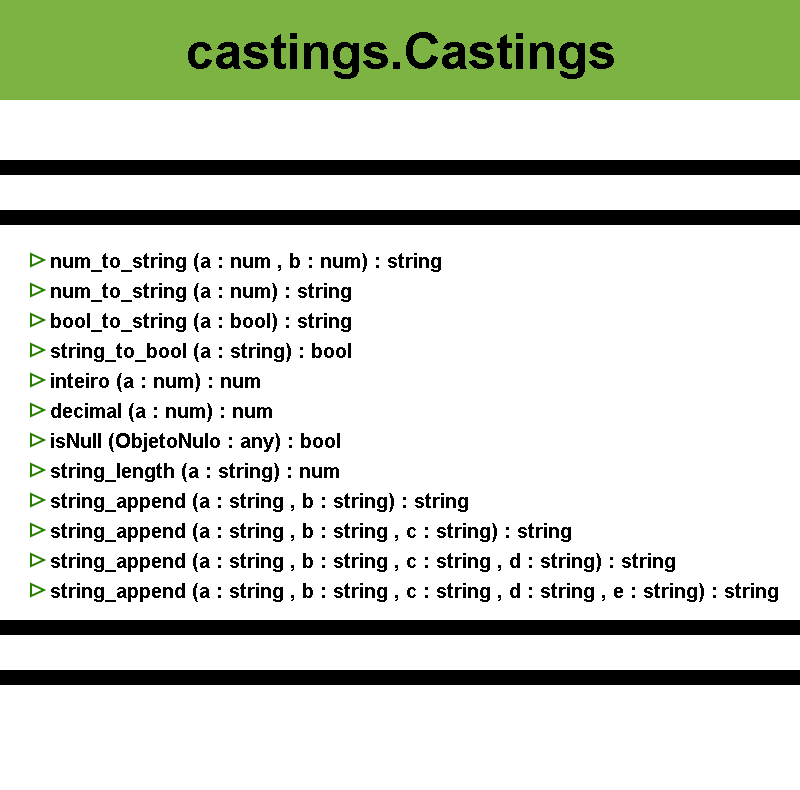 castings.Castings
num_to_string (a : num , b : num) : string
num_to_string (a : num) : string
bool_to_string (a : bool) : string
string_to_bool (a : string) : bool
inteiro (a : num) : num
decimal (a : num) : num
isNull (ObjetoNulo : any) : bool
string_length (a : string) : num
string_append (a : string , b : string) : string
string_append (a : string , b : string , c : string) : string
string_append (a : string , b : string , c : string , d : string) : string
string_append (a : string , b : string , c : string , d : string , e : string) : string